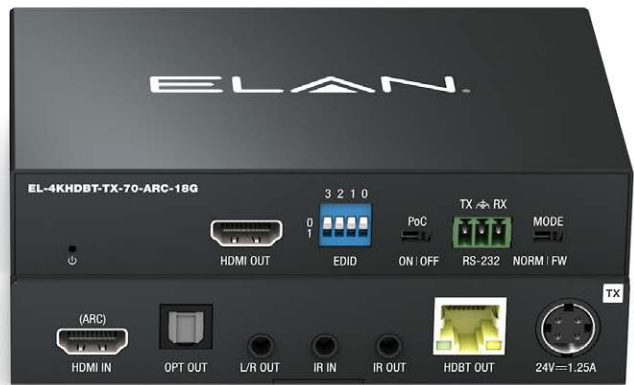 ELAN®
EL-4KHDBT-TX-70-ARC-18G
3 2 1 0
0
1
HDMI OUT
EDID
PoC
ON | OFF
TX RX
RS-232
MODE
NORM | FW
TX
(ARC)
HDMI IN
OPT OUT
L/R OUT
IR IN
IR OUT
HDBT OUT
24V⎓1.25A